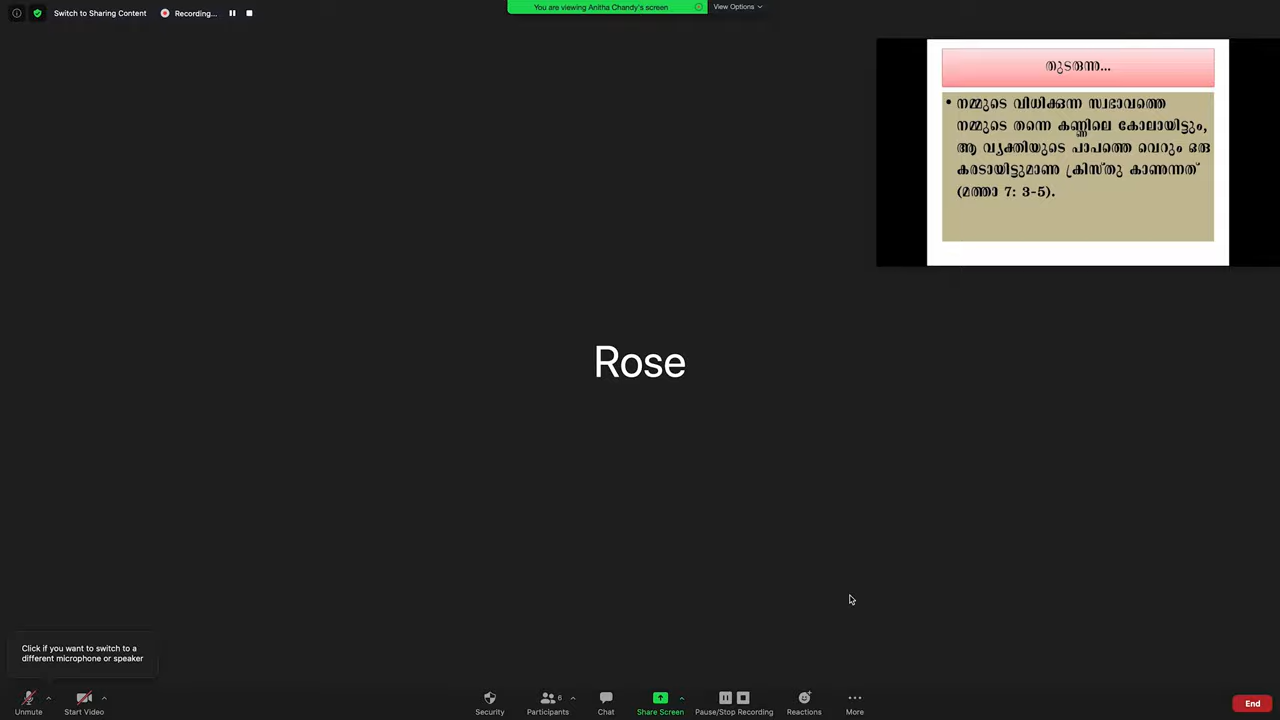 Switch to Sharing Content
Recording...
You are viewing Anitha Chandy's screen
View Options
തുടരുന്നു...
• നമ്മുടെ വിധിക്കുന്ന സ്വഭാവത്തെ
നമ്മുടെ തന്നെ കണ്ണിലെ കോലായിട്ടും,
ആ വ്യക്തിയുടെ പാപത്തെ വെറും ഒരു
കരടായിട്ടുമാണു ക്രിസ്തു കാണുന്നത്
(മത്താ 7: 3-5).
Rose
Click if you want to switch to a
different microphone or speaker
Unmute
Start Video
Security
Participants
6
Chat
Share Screen
Pause/Stop Recording
Reactions
More
End